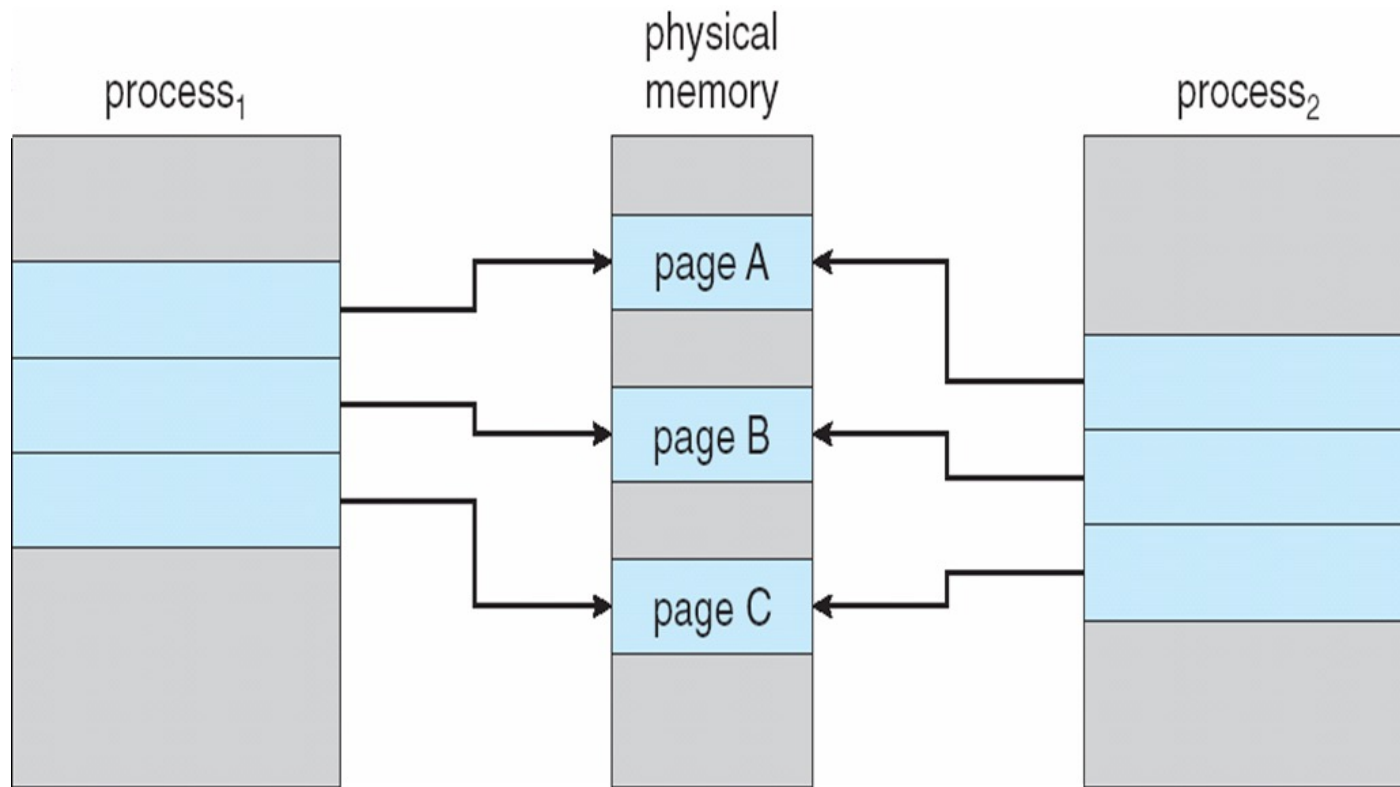 process₁
physical
memory
process₂
page A
page B
page C